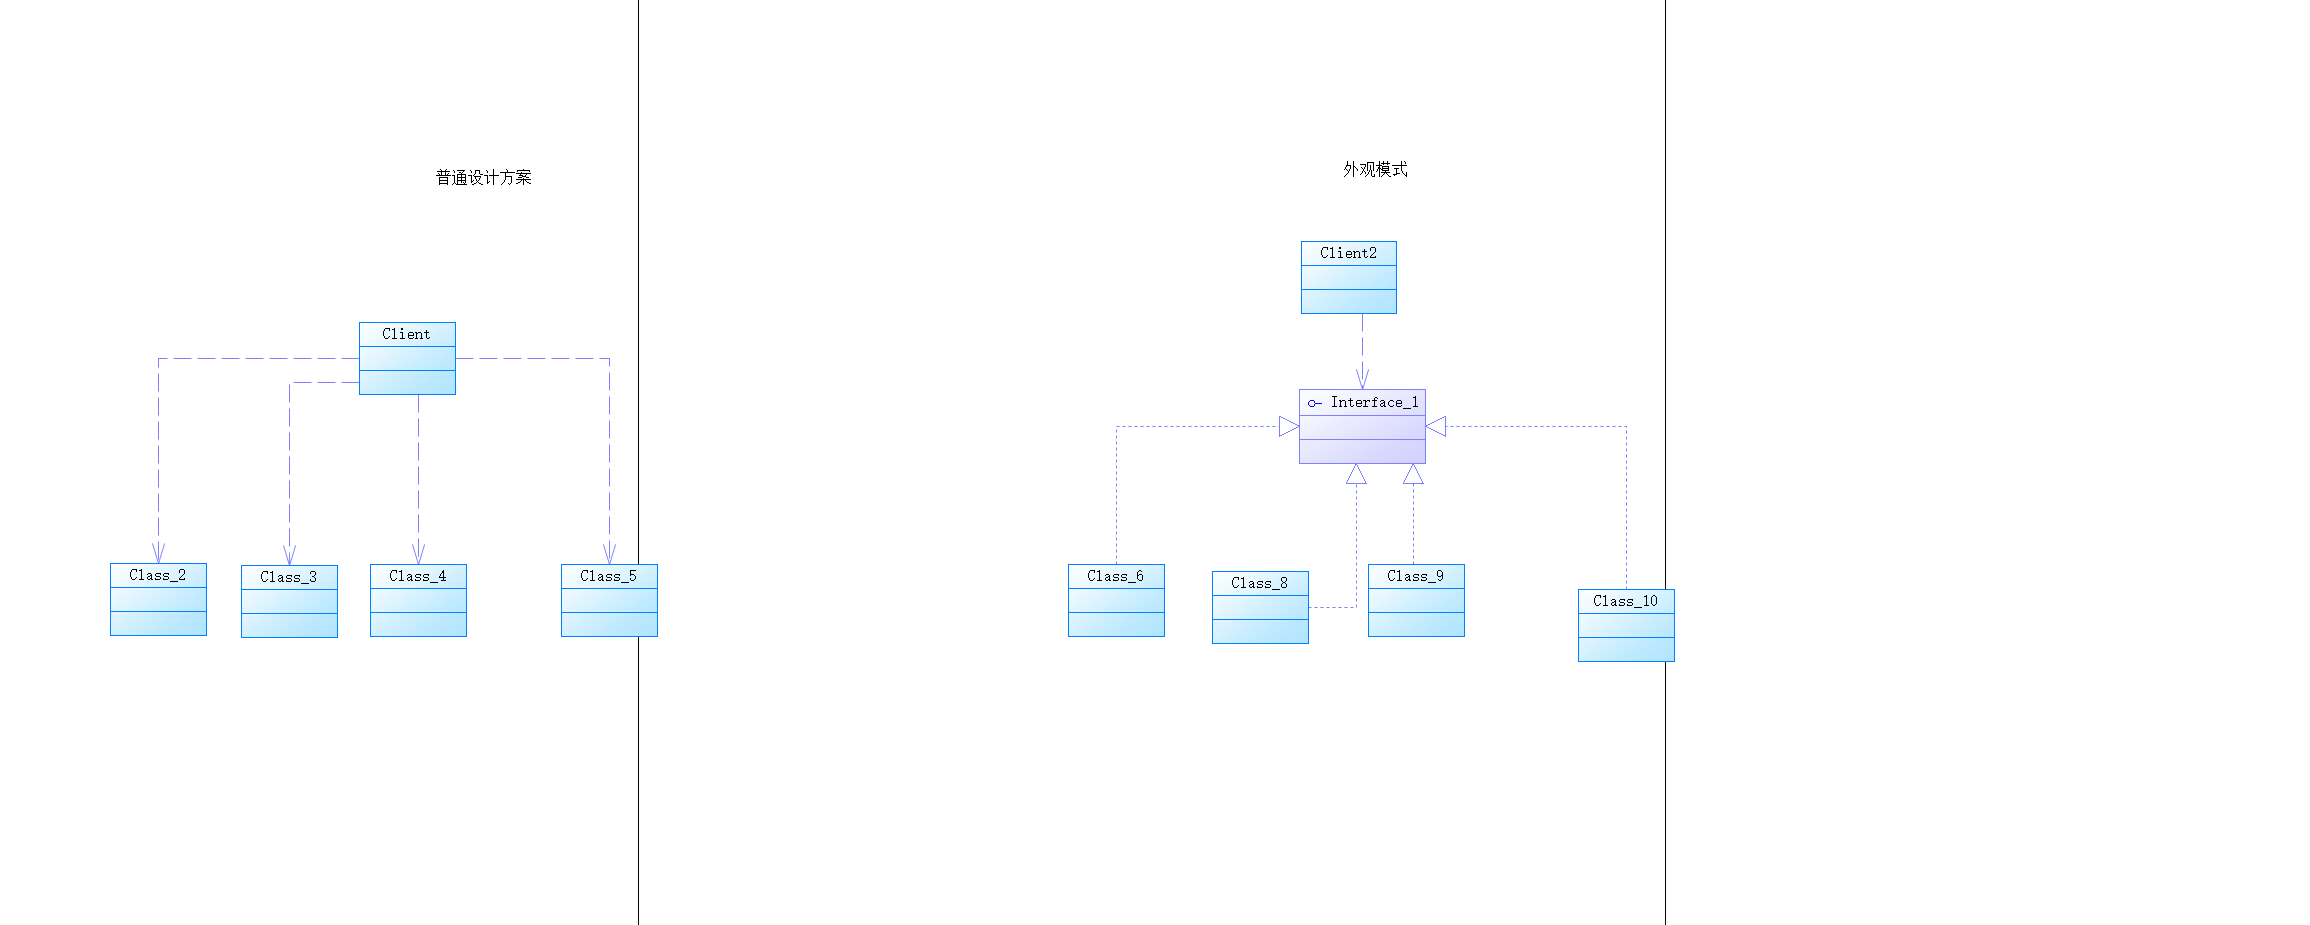 普通设计方案
Client
Class_2
Class_3
Class_4
Class_5
外观模式
Client2
Interface_1
Class_6
Class_8
Class_9
Class_10